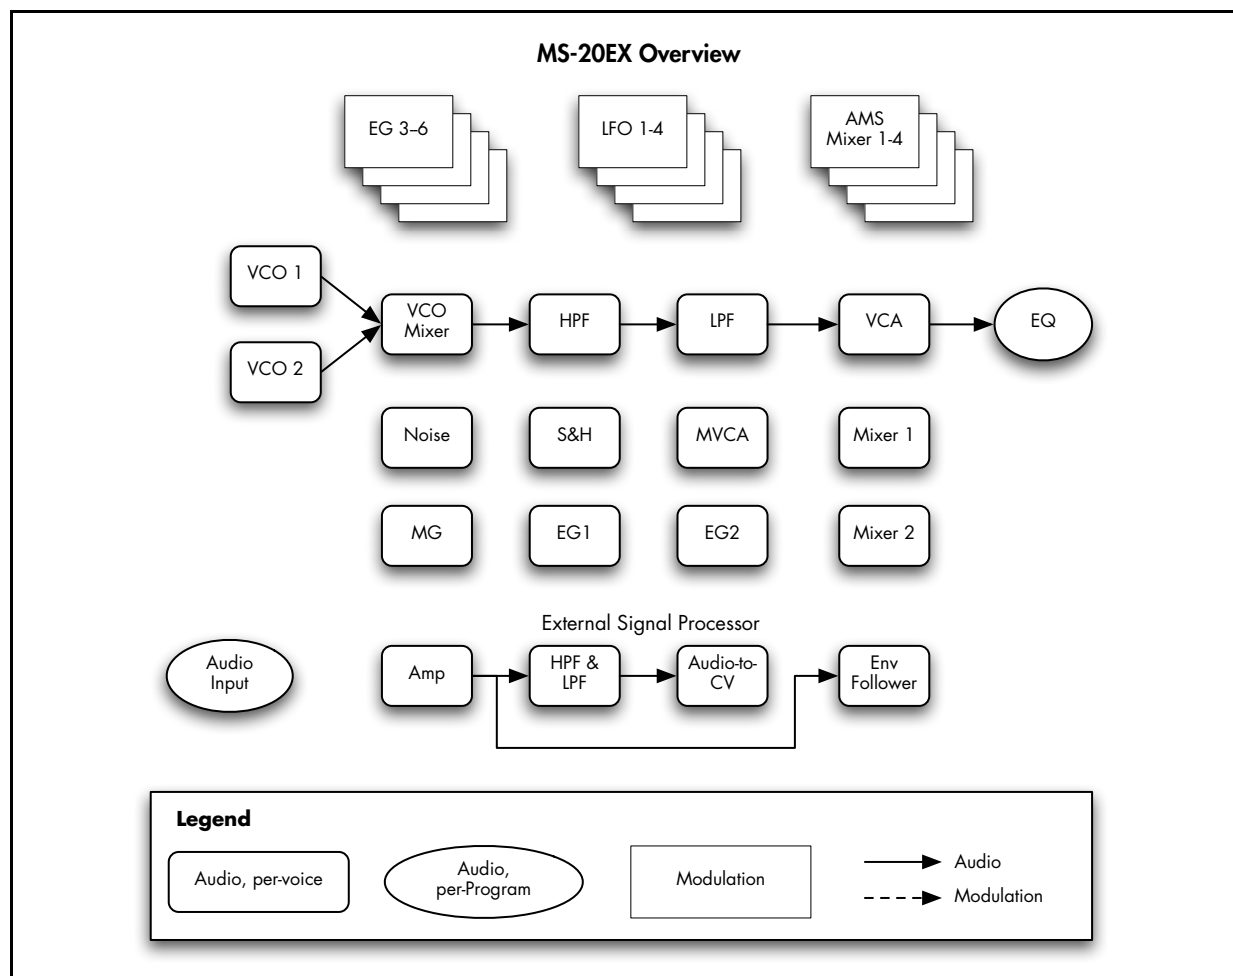 MS-20EX Overview
EG 3–6
LFO 1-4
AMS
Mixer 1-4
VCO 1
VCO 2
VCO
Mixer
HPF
LPF
VCA
EQ
Noise
S&H
MVCA
Mixer 1
MG
EG1
EG2
Mixer 2
External Signal Processor
Audio
Input
Amp
HPF &
LPF
Audio-to-
CV
Env
Follower
Legend
Audio, per-voice
Audio,
per-Program
Modulation
Audio
Modulation